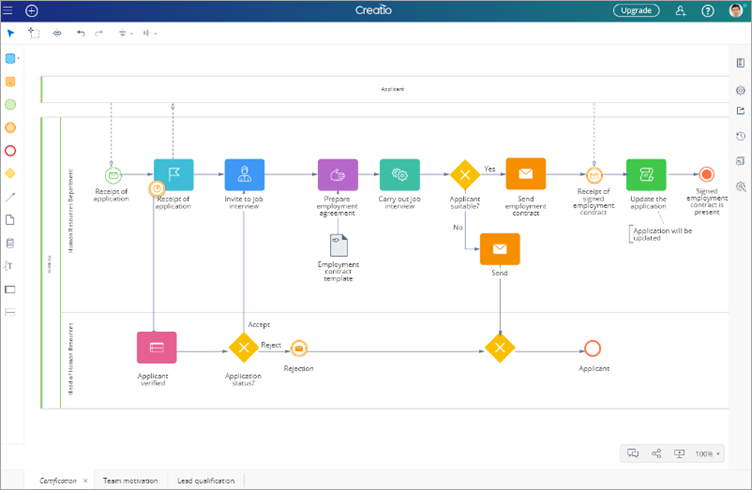 Creatio
Upgrade
Applicant
Human Resources Department
Head of Human Resources
Receipt of
application
Receipt of
application
Invite to job
interview
Prepare
employment
agreement
Carry out job
interview
Applicant
suitable?
Yes
No
Send
employment
contract
Receipt of
signed
employment
contract
Update the
application
Signed
employment
contract is
present
Application will be
updated
Employment
contract
template
Send
Accept
Reject
Applicant
verified
Application
status?
Rejection
Applicant
100%
Certification
Team motivation
Lead qualification